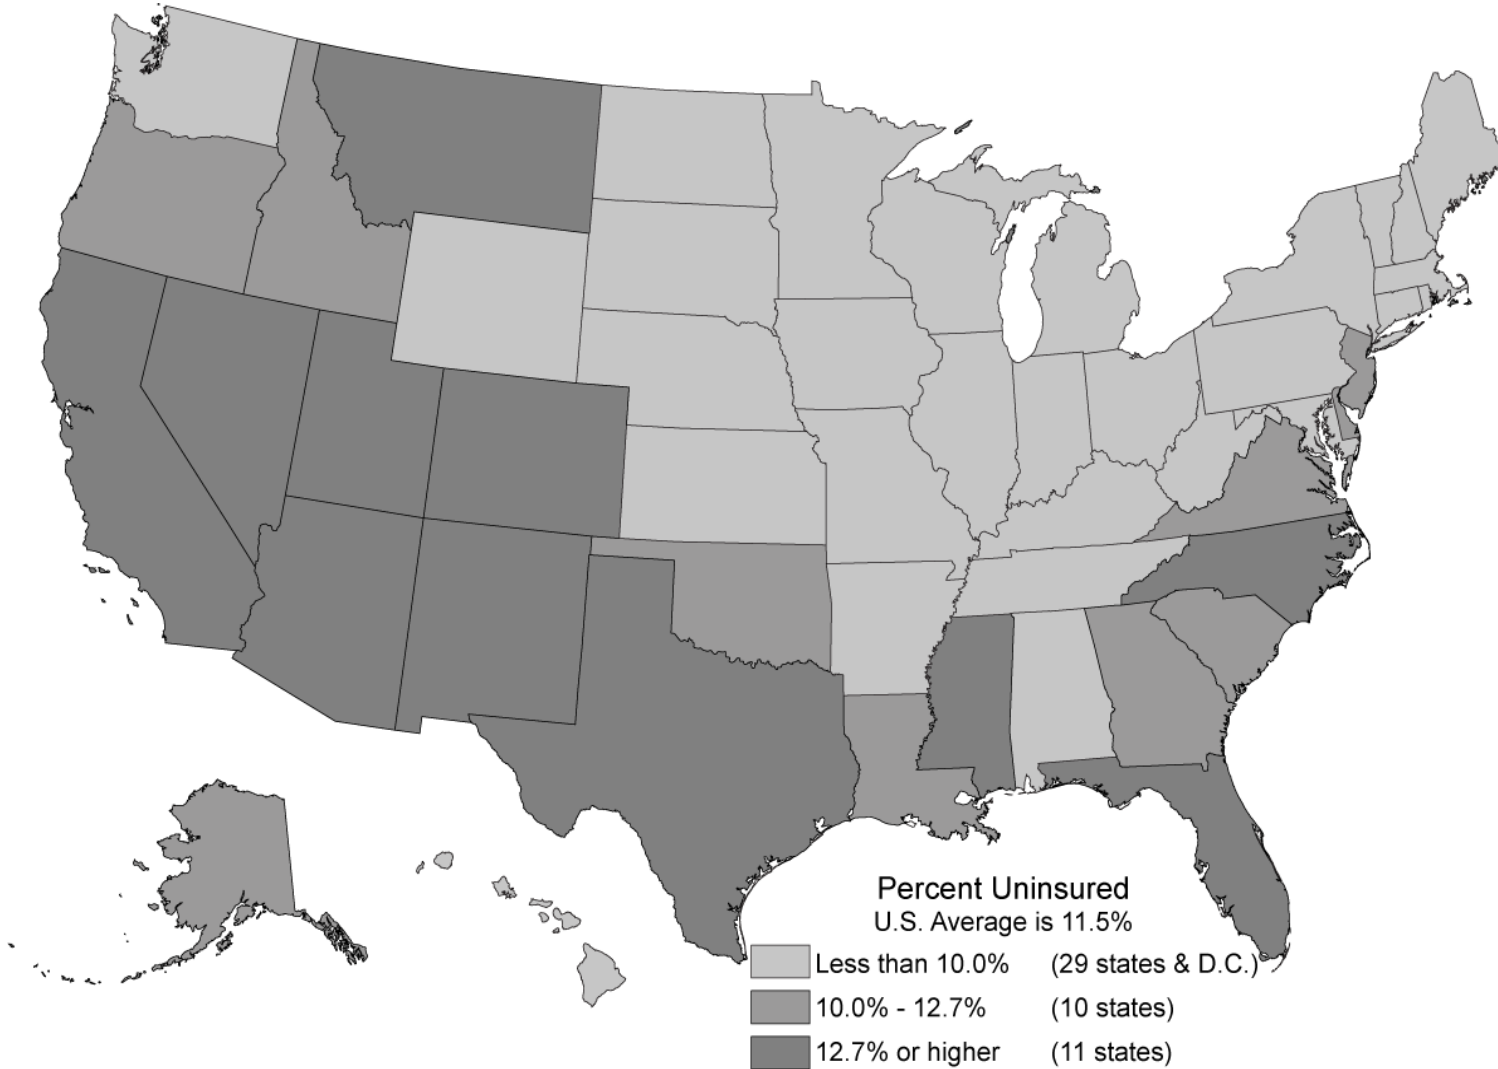 Percent Uninsured
U.S. Average is 11.5%
Less than 10.0% (29 states & D.C.)
10.0% - 12.7% (10 states)
12.7% or higher (11 states)